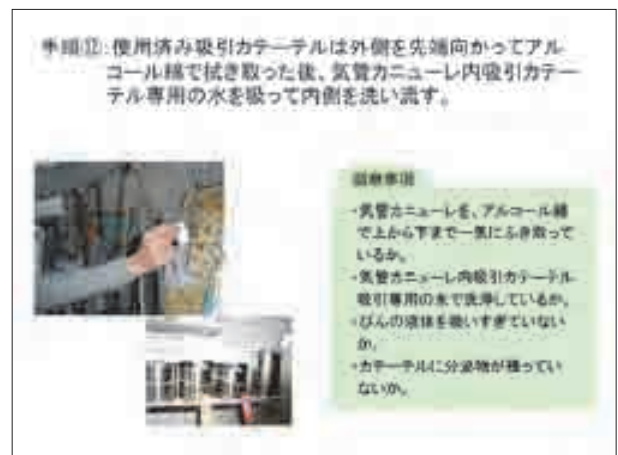 手順⑫:使用済み吸引カテーテルは外側を先端向かってアル
コール綿で拭き取った後、気管カニューレ内吸引カテー
テル専用の水を吸って内側を洗い流す。
留意事項
・気管カニューレを、アルコール綿
で上から下まで一気にふき取って
いるか。
・気管カニューレ内吸引カテーテル
吸引専用の水で洗浄しているか。
・びんの液体を吸いすぎていない
か。
・カテーテルに分泌物が残ってい
ないか。